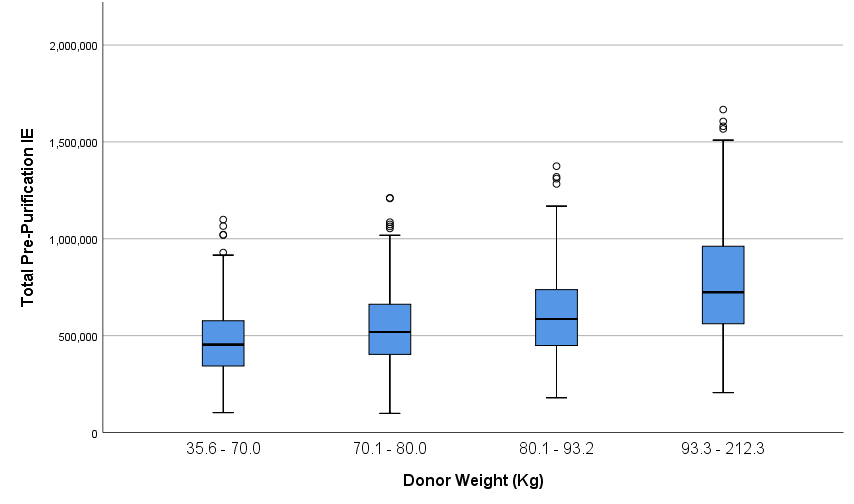 2,000,000
1,500,000
1,000,000
500,000
0
Total Pre-Purification IE
35.6 - 70.0
70.1 - 80.0
80.1 - 93.2
93.3 - 212.3
Donor Weight (Kg)